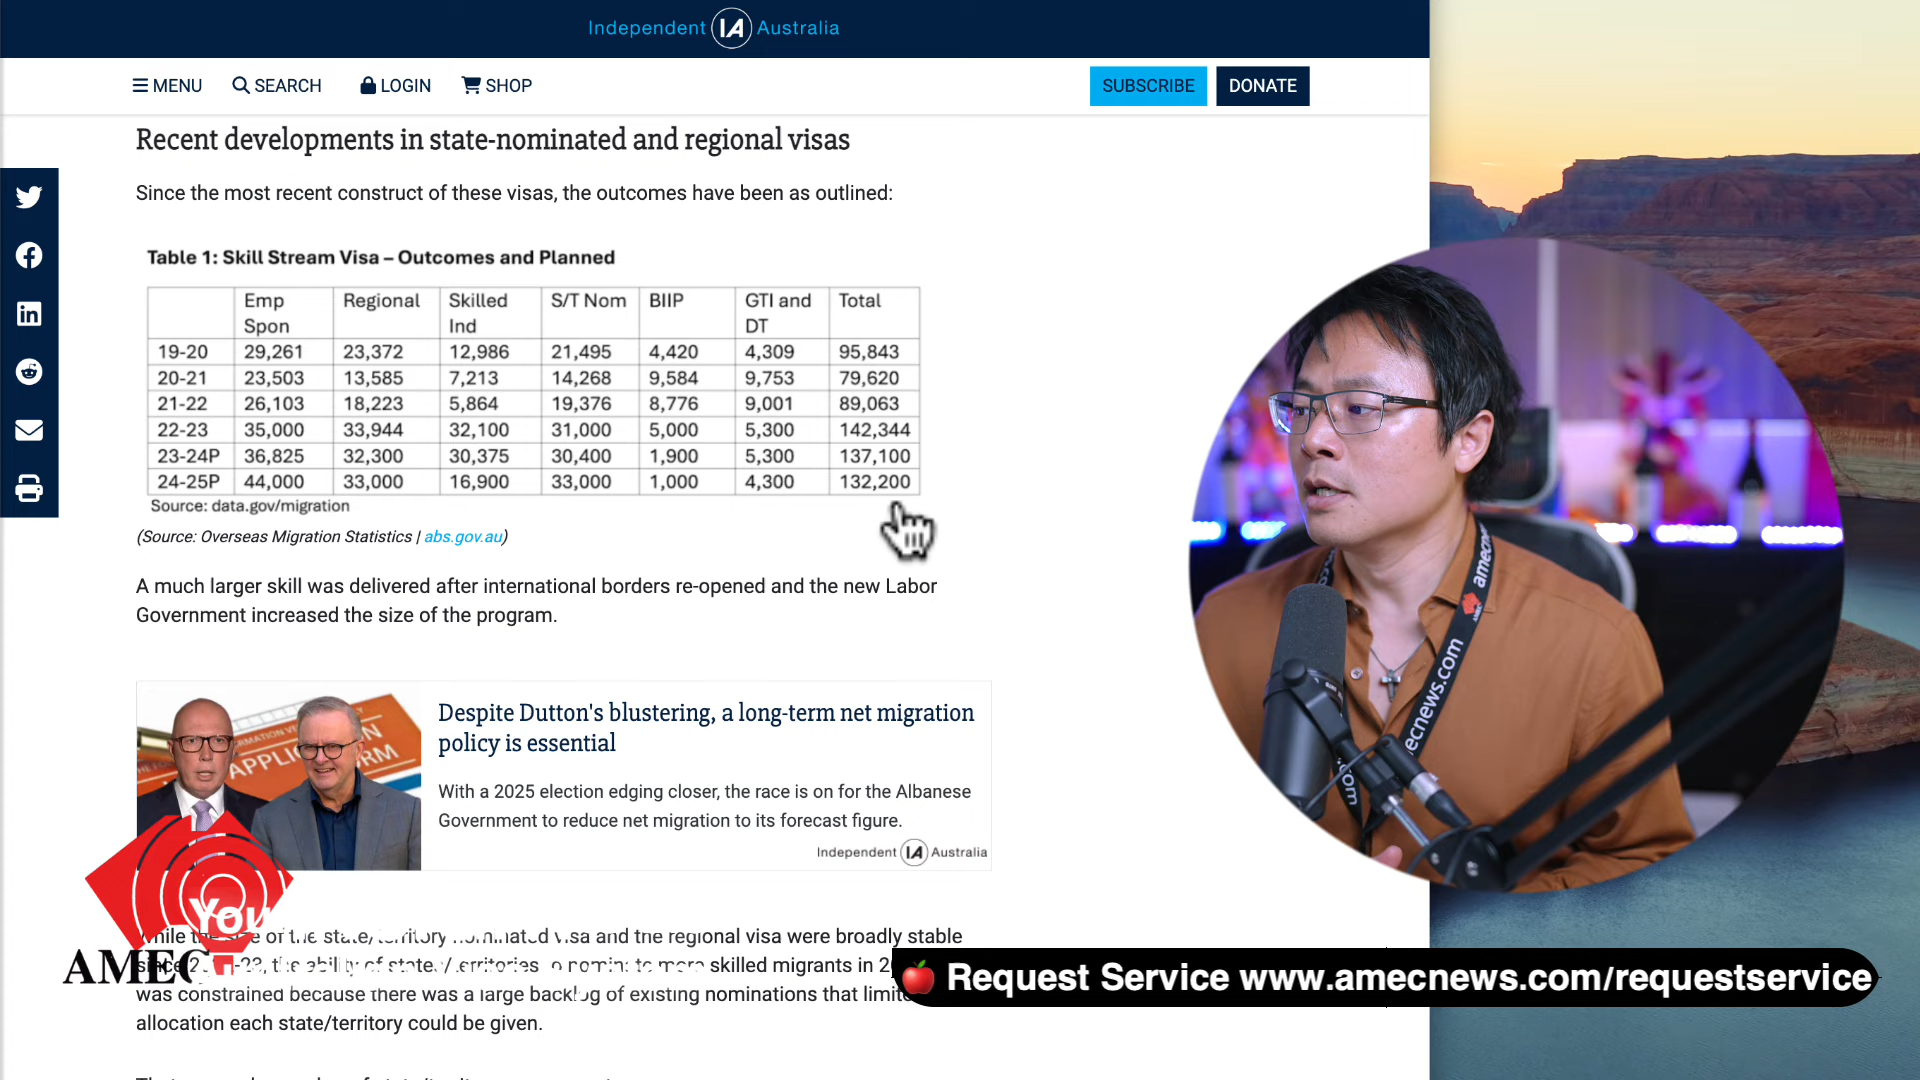 Independent IA Australia
MENU SEARCH LOGIN SHOP SUBSCRIBE DONATE
Recent developments in state-nominated and regional visas
Since the most recent construct of these visas, the outcomes have been as outlined:
Table 1: Skill Stream Visa – Outcomes and Planned
Emp Spon Regional Skilled Ind S/T Nom BIIP GTI and DT Total
19-20 29,261 23,372 12,986 21,495 4,420 4,309 95,843
20-21 23,503 13,585 7,213 14,268 9,584 9,753 79,620
21-22 26,103 18,223 5,864 19,376 8,776 9,001 89,063
22-23 35,000 33,944 32,100 31,000 5,000 5,300 142,344
23-24P 36,825 32,300 30,375 30,400 1,900 5,300 137,100
24-25P 44,000 33,000 16,900 33,000 1,000 4,300 132,200
Source: data.gov/migration
(Source: Overseas Migration Statistics | abs.gov.au)
A much larger skill was delivered after international borders re-opened and the new Labor
Government increased the size of the program.
Despite Dutton's blustering, a long-term net migration
policy is essential
With a 2025 election edging closer, the race is on for the Albanese
Government to reduce net migration to its forecast figure.
Independent IA Australia
You
of the state/territory nominated visa and the regional visa were broadly stable
AMEC
the ability of states/territories skilled migrants in
was constrained because there was a large backlog of existing nominations that
allocation each state/territory could be given.
Request Service www.amecnews.com/requestservice
amecnews.com